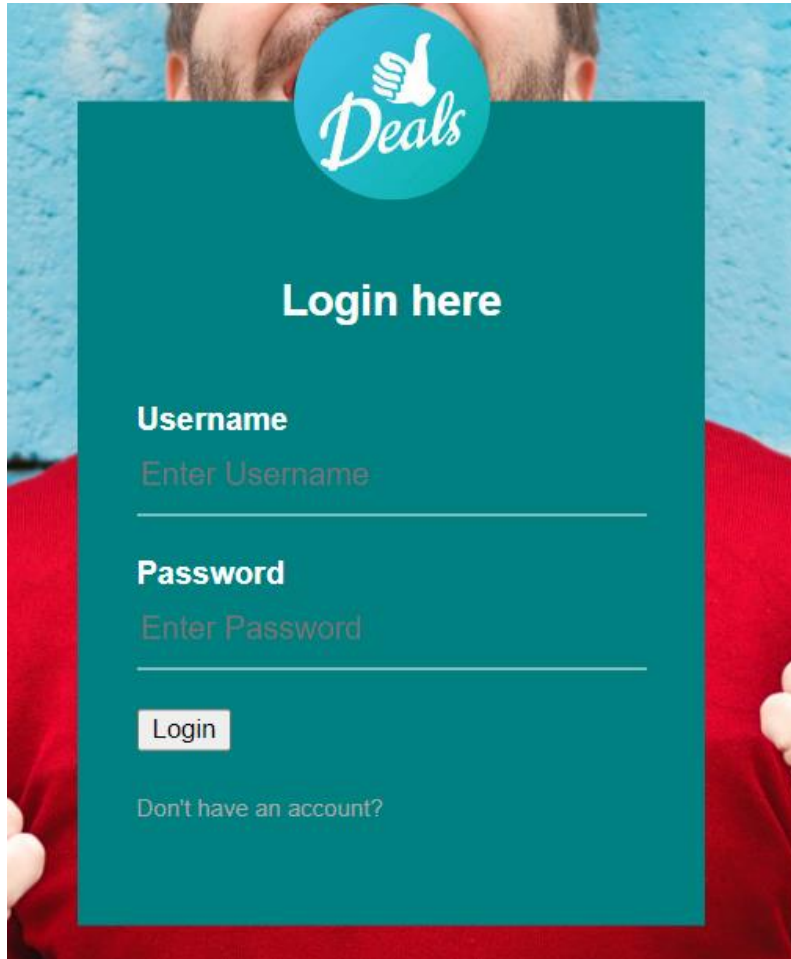 Deals
Login here
Username
Enter Username
Password
Enter Password
Login
Don't have an account?